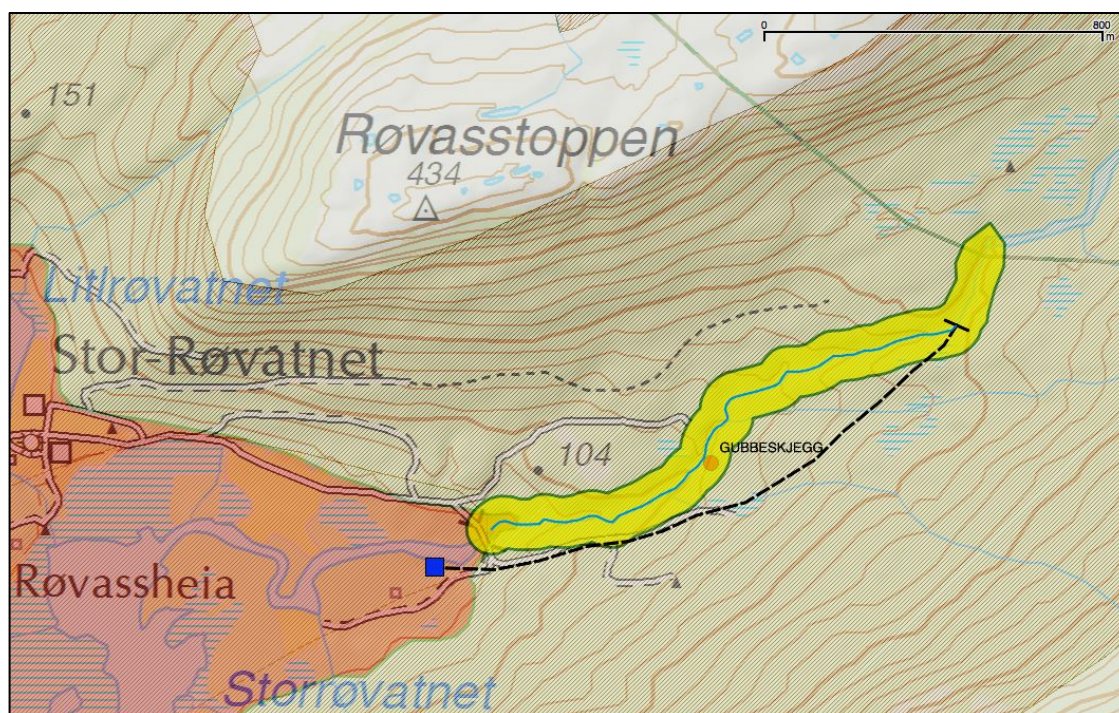 0
800
m
151
Røvasstoppen
434
Litlrøvatnet
Stor-Røvatnet
104
GUBBESKJEGG
Røvassheia
Storrøvatnet